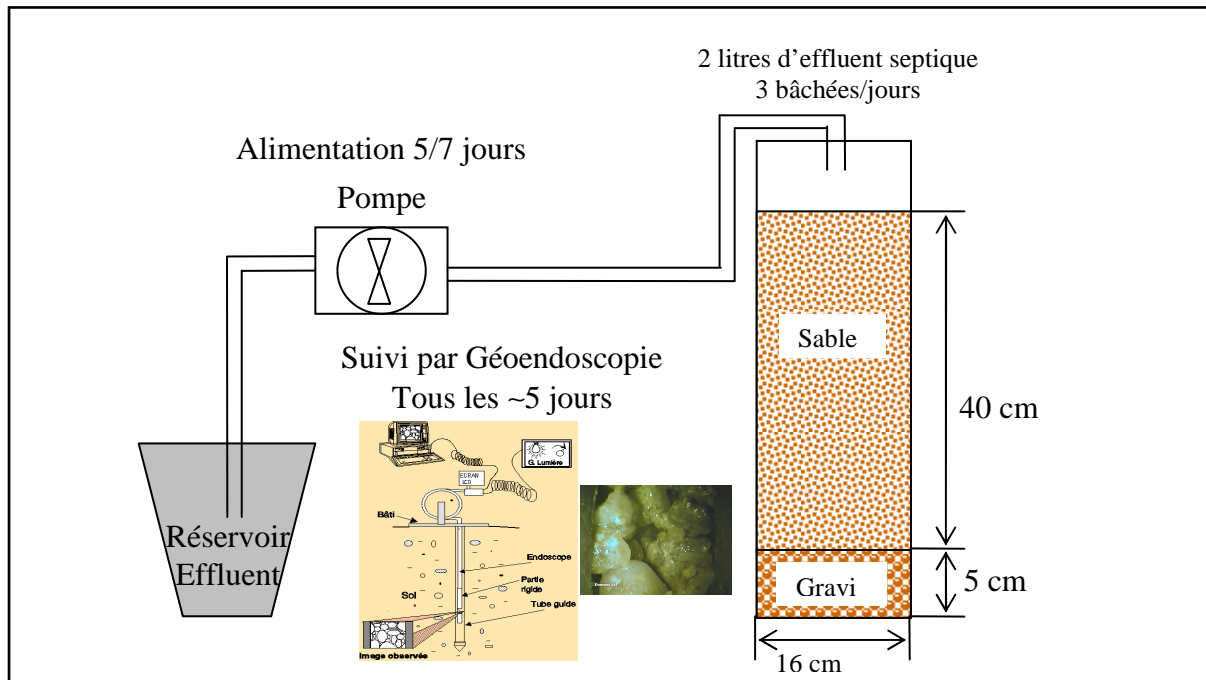 2 litres d'effluent septique
3 bâchées/jours
Alimentation 5/7 jours
Pompe
Sable
Suivi par Géoendoscopie
Tous les ~5 jours
40 cm
G. Lumière
ECRAN
Bâti
Réservoir
Effluent
Endoscope
Partie
rigide
Sol
Tube guide
Image observée
Gravi
5 cm
16 cm